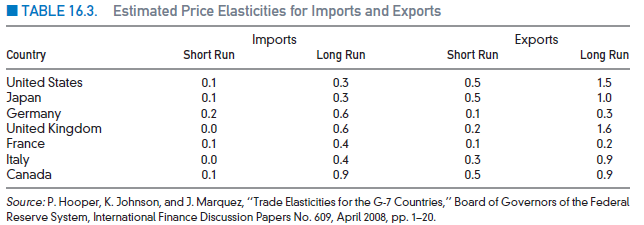 ■ TABLE 16.3. Estimated Price Elasticities for Imports and Exports
Imports Exports
Country Short Run Long Run Short Run Long Run
United States 0.1 0.3 0.5 1.5
Japan 0.1 0.3 0.5 1.0
Germany 0.2 0.6 0.1 0.3
United Kingdom 0.0 0.6 0.2 1.6
France 0.1 0.4 0.1 0.2
Italy 0.0 0.4 0.3 0.9
Canada 0.1 0.9 0.5 0.9
Source: P. Hooper, K. Johnson, and J. Marquez, “Trade Elasticities for the G-7 Countries,” Board of Governors of the Federal
Reserve System, International Finance Discussion Papers No. 609, April 2008, pp. 1–20.